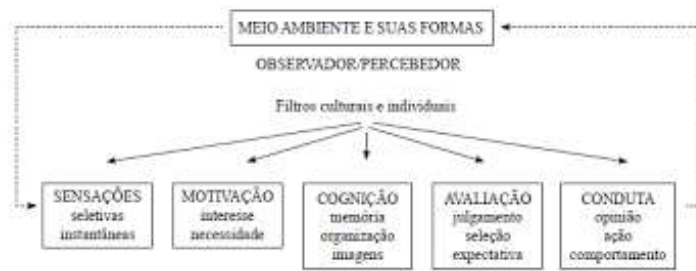 MEIO AMBIENTE E SUAS FORMAS
OBSERVADOR/PERCEBEDOR
Filtros culturais e individuais
SENSAÇÕES
seletivas
instantâneas
MOTIVAÇÃO
interesse
necessidade
COGNIÇÃO
memória
organização
imagens
AVALIAÇÃO
julgamento
seleção
expectativa
CONDUTA
opinião
ação
comportamento